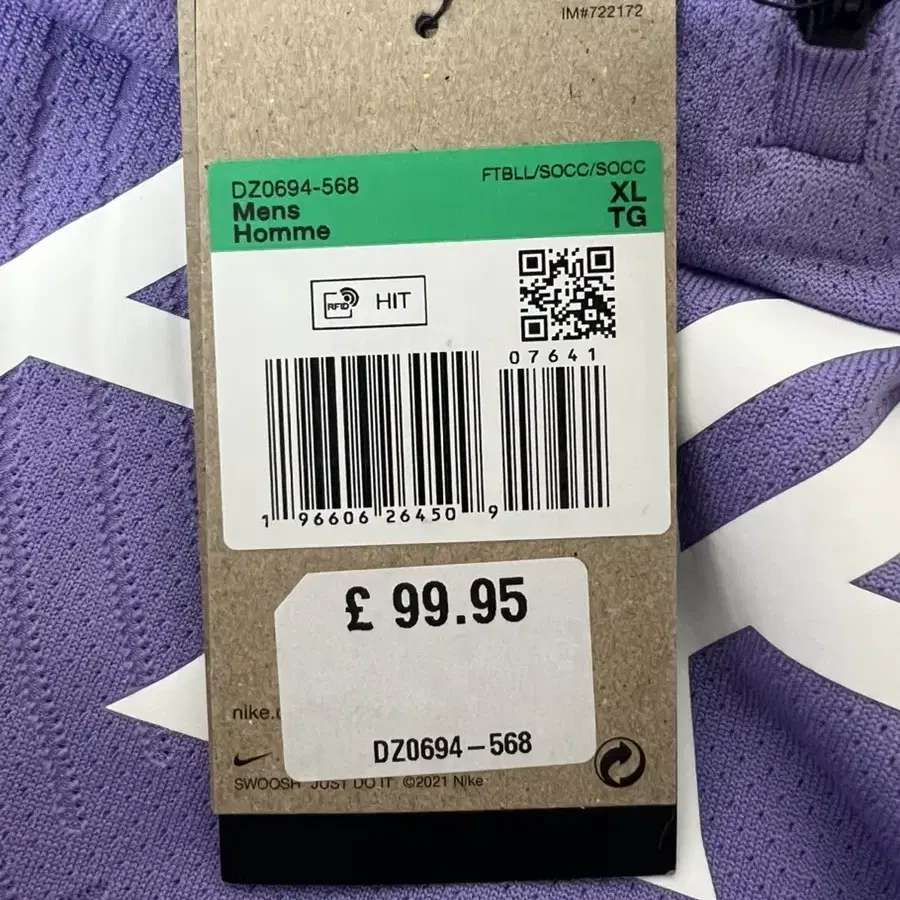 IM#722172
DZ0694-568
FTBLL/SOCC/SOCC
Mens
XL
Homme
TG
RFID HIT
07641
1 96606 26450 9
£ 99.95
nike.
DZ0694-568
SWOOSH JUST DO IT ©2021 Nike